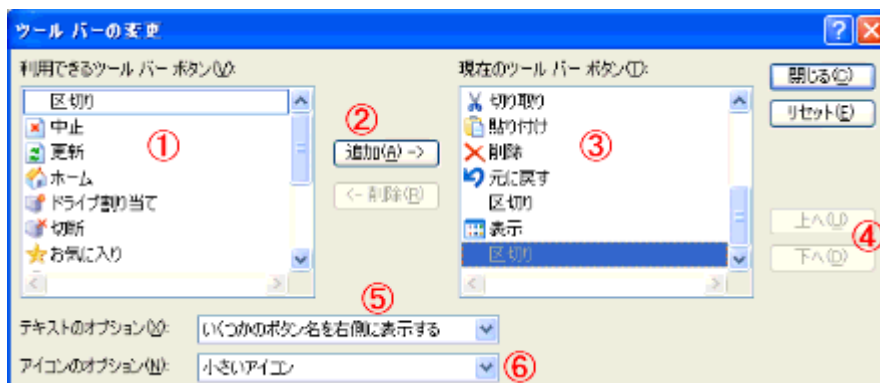 ツール バーの変更
利用できるツール バー ボタン(V):
区切り
中止
更新
ホーム
ドライブ割り当て
切断
お気に入り
①
②
追加(A) ->
<- 削除(R)
現在のツール バー ボタン(T):
切り取り
貼り付け
削除
元に戻す
区切り
表示
区切り
③
閉じる(C)
リセット(E)
上へ(U)
下へ(D)
④
⑤
テキストのオプション(X):
いくつかのボタン名を右側に表示する
アイコンのオプション(N):
小さいアイコン
⑥